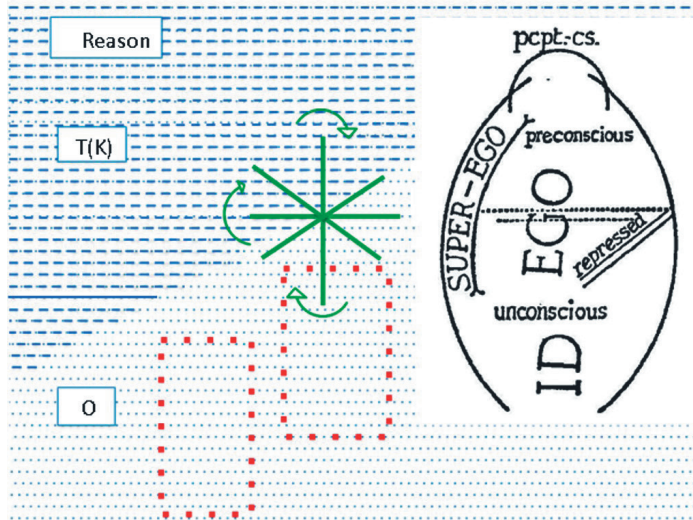 Reason
T(K)
O
pcpt.-cs.
preconscious
SUPER-EGO
EGO
repressed
unconscious
ID